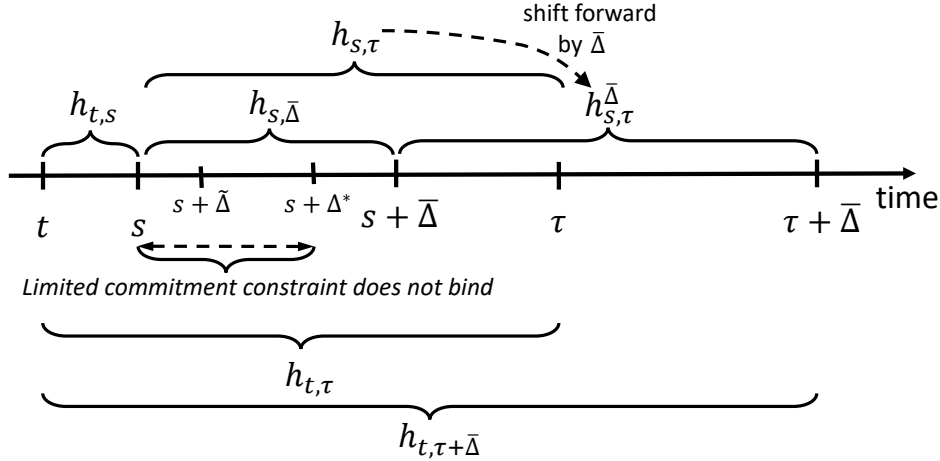 shift forward
by Δ̄
h_{s,τ}
h_{t,s}
h_{s,Δ̄}
h^{Δ̄}_{s,τ}
time
t
s
s + Δ̃
s + Δ*
s + Δ̄
τ
τ + Δ̄
Limited commitment constraint does not bind
h_{t,τ}
h_{t,τ+Δ̄}